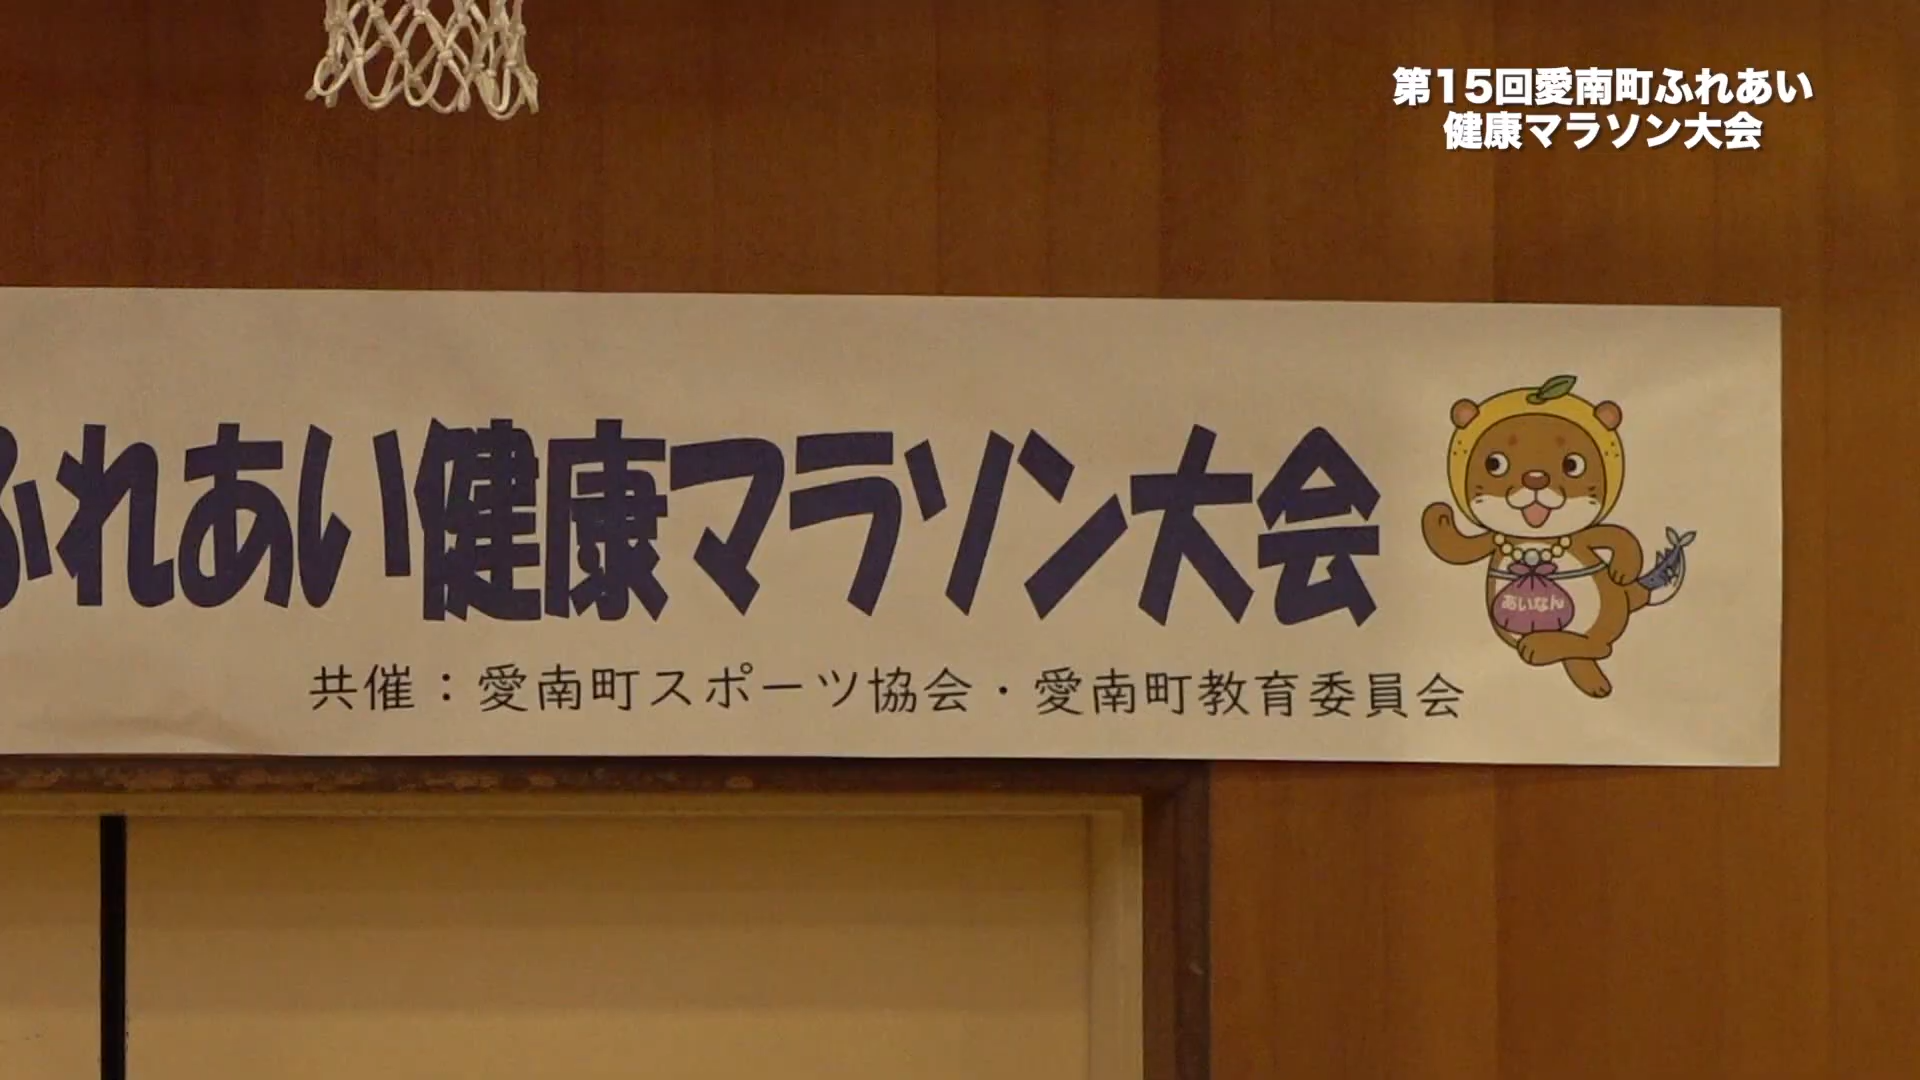 第15回愛南町ふれあい
健康マラソン大会
ふれあい健康マラソン大会
あいなん
共催：愛南町スポーツ協会・愛南町教育委員会